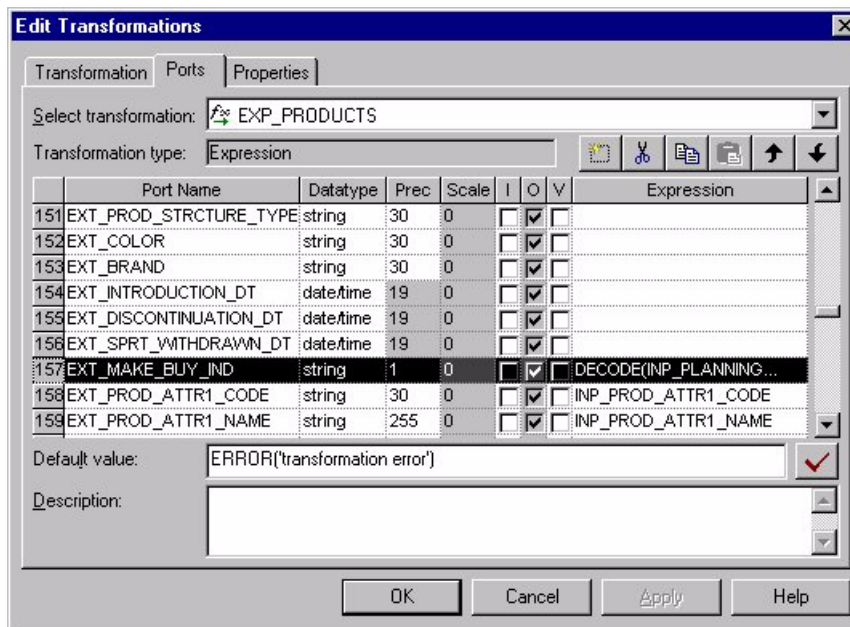 Edit Transformations
Transformation Ports Properties
Select transformation: EXP_PRODUCTS
Transformation type: Expression
Port Name Datatype Prec Scale I O V Expression
151 EXT_PROD_STRCTURE_TYPE string 30 0
152 EXT_COLOR string 30 0
153 EXT_BRAND string 30 0
154 EXT_INTRODUCTION_DT date/time 19 0
155 EXT_DISCONTINUATION_DT date/time 19 0
156 EXT_SPRT_WITHDRAWN_DT date/time 19 0
157 EXT_MAKE_BUY_IND string 1 0 DECODE(INP_PLANNING...
158 EXT_PROD_ATTR1_CODE string 30 0 INP_PROD_ATTR1_CODE
159 EXT_PROD_ATTR1_NAME string 255 0 INP_PROD_ATTR1_NAME
Default value: ERROR('transformation error')
Description:
OK Cancel Apply Help